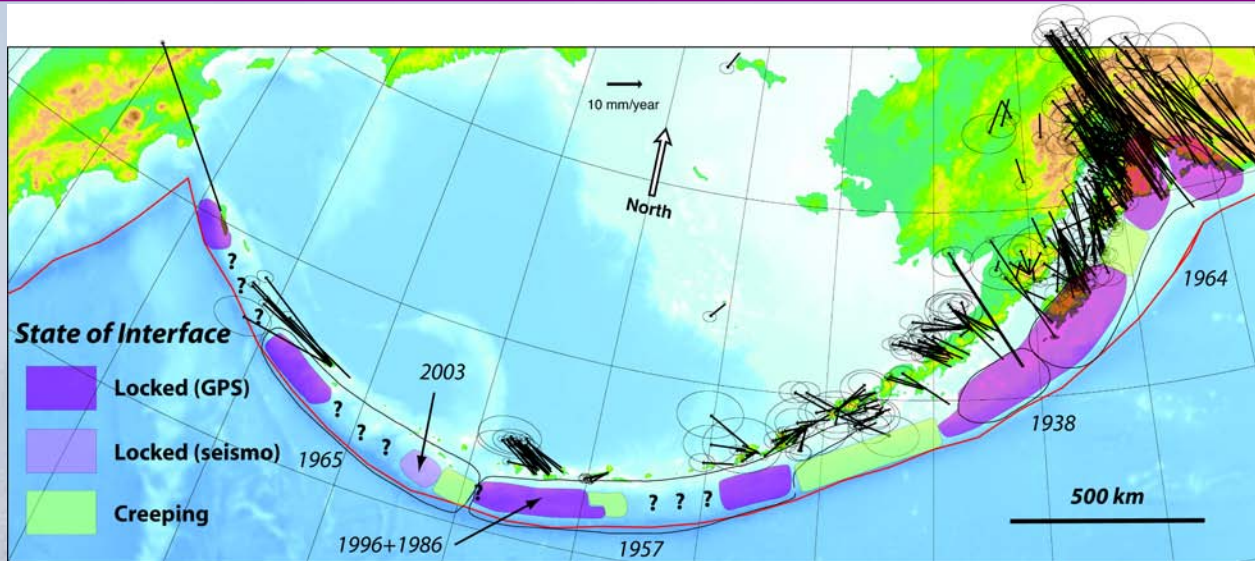 10 mm/year
North
?
?
?
State of Interface
Locked (GPS)
Locked (seismo)
Creeping
2003
?
?
?
1965
?
1996+1986
? ? ?
1957
1938
1964
500 km